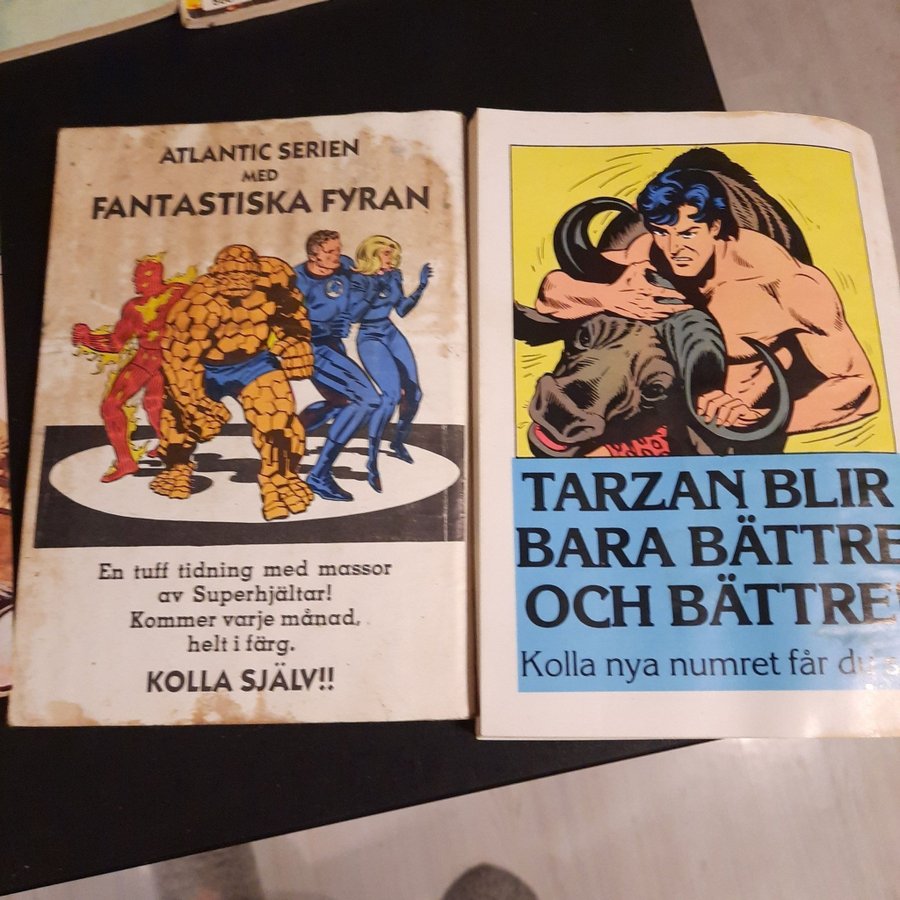 ATLANTIC SERIEN
MED
FANTASTISKA FYRAN
En tuff tidning med massor
av Superhjältar!
Kommer varje månad,
helt i färg.
KOLLA SJÄLV!!
TARZAN BLIR
BARA BÄTTRE
OCH BÄTTRE
Kolla nya numret får du